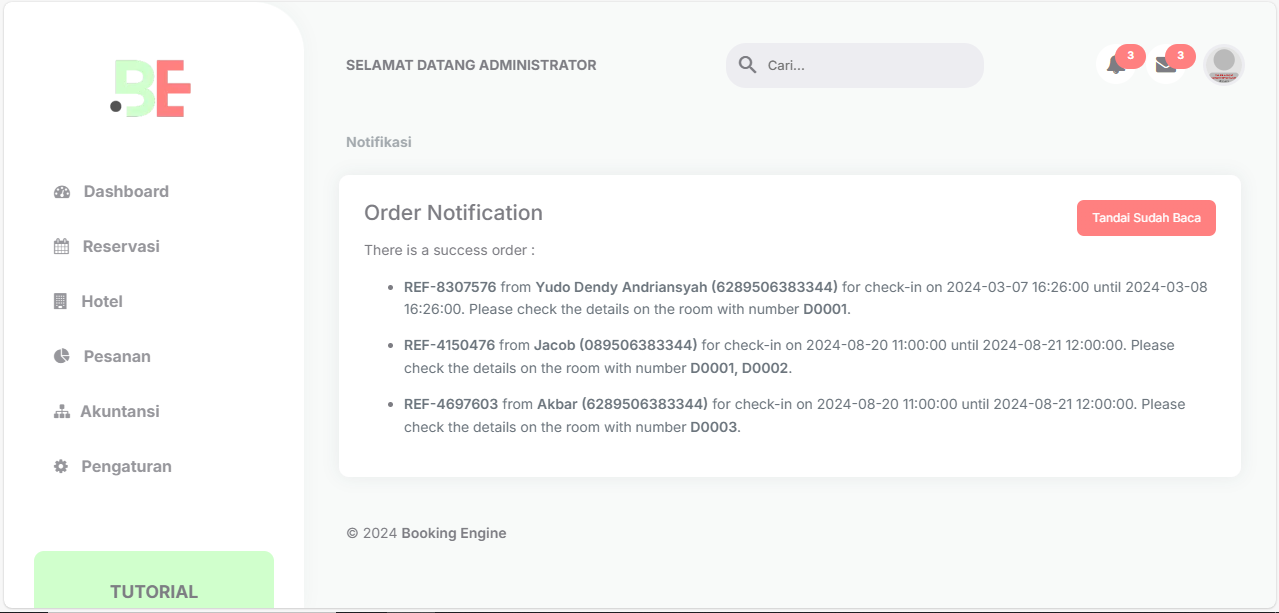 BE
SELAMAT DATANG ADMINISTRATOR
Cari...
3
3
Notifikasi
Dashboard
Reservasi
Hotel
Pesanan
Akuntansi
Pengaturan
TUTORIAL
Order Notification
Tandai Sudah Baca
There is a success order :
• REF-8307576 from Yudo Dendy Andriansyah (6289506383344) for check-in on 2024-03-07 16:26:00 until 2024-03-08
16:26:00. Please check the details on the room with number D0001.
• REF-4150476 from Jacob (089506383344) for check-in on 2024-08-20 11:00:00 until 2024-08-21 12:00:00. Please
check the details on the room with number D0001, D0002.
• REF-4697603 from Akbar (6289506383344) for check-in on 2024-08-20 11:00:00 until 2024-08-21 12:00:00. Please
check the details on the room with number D0003.
© 2024 Booking Engine